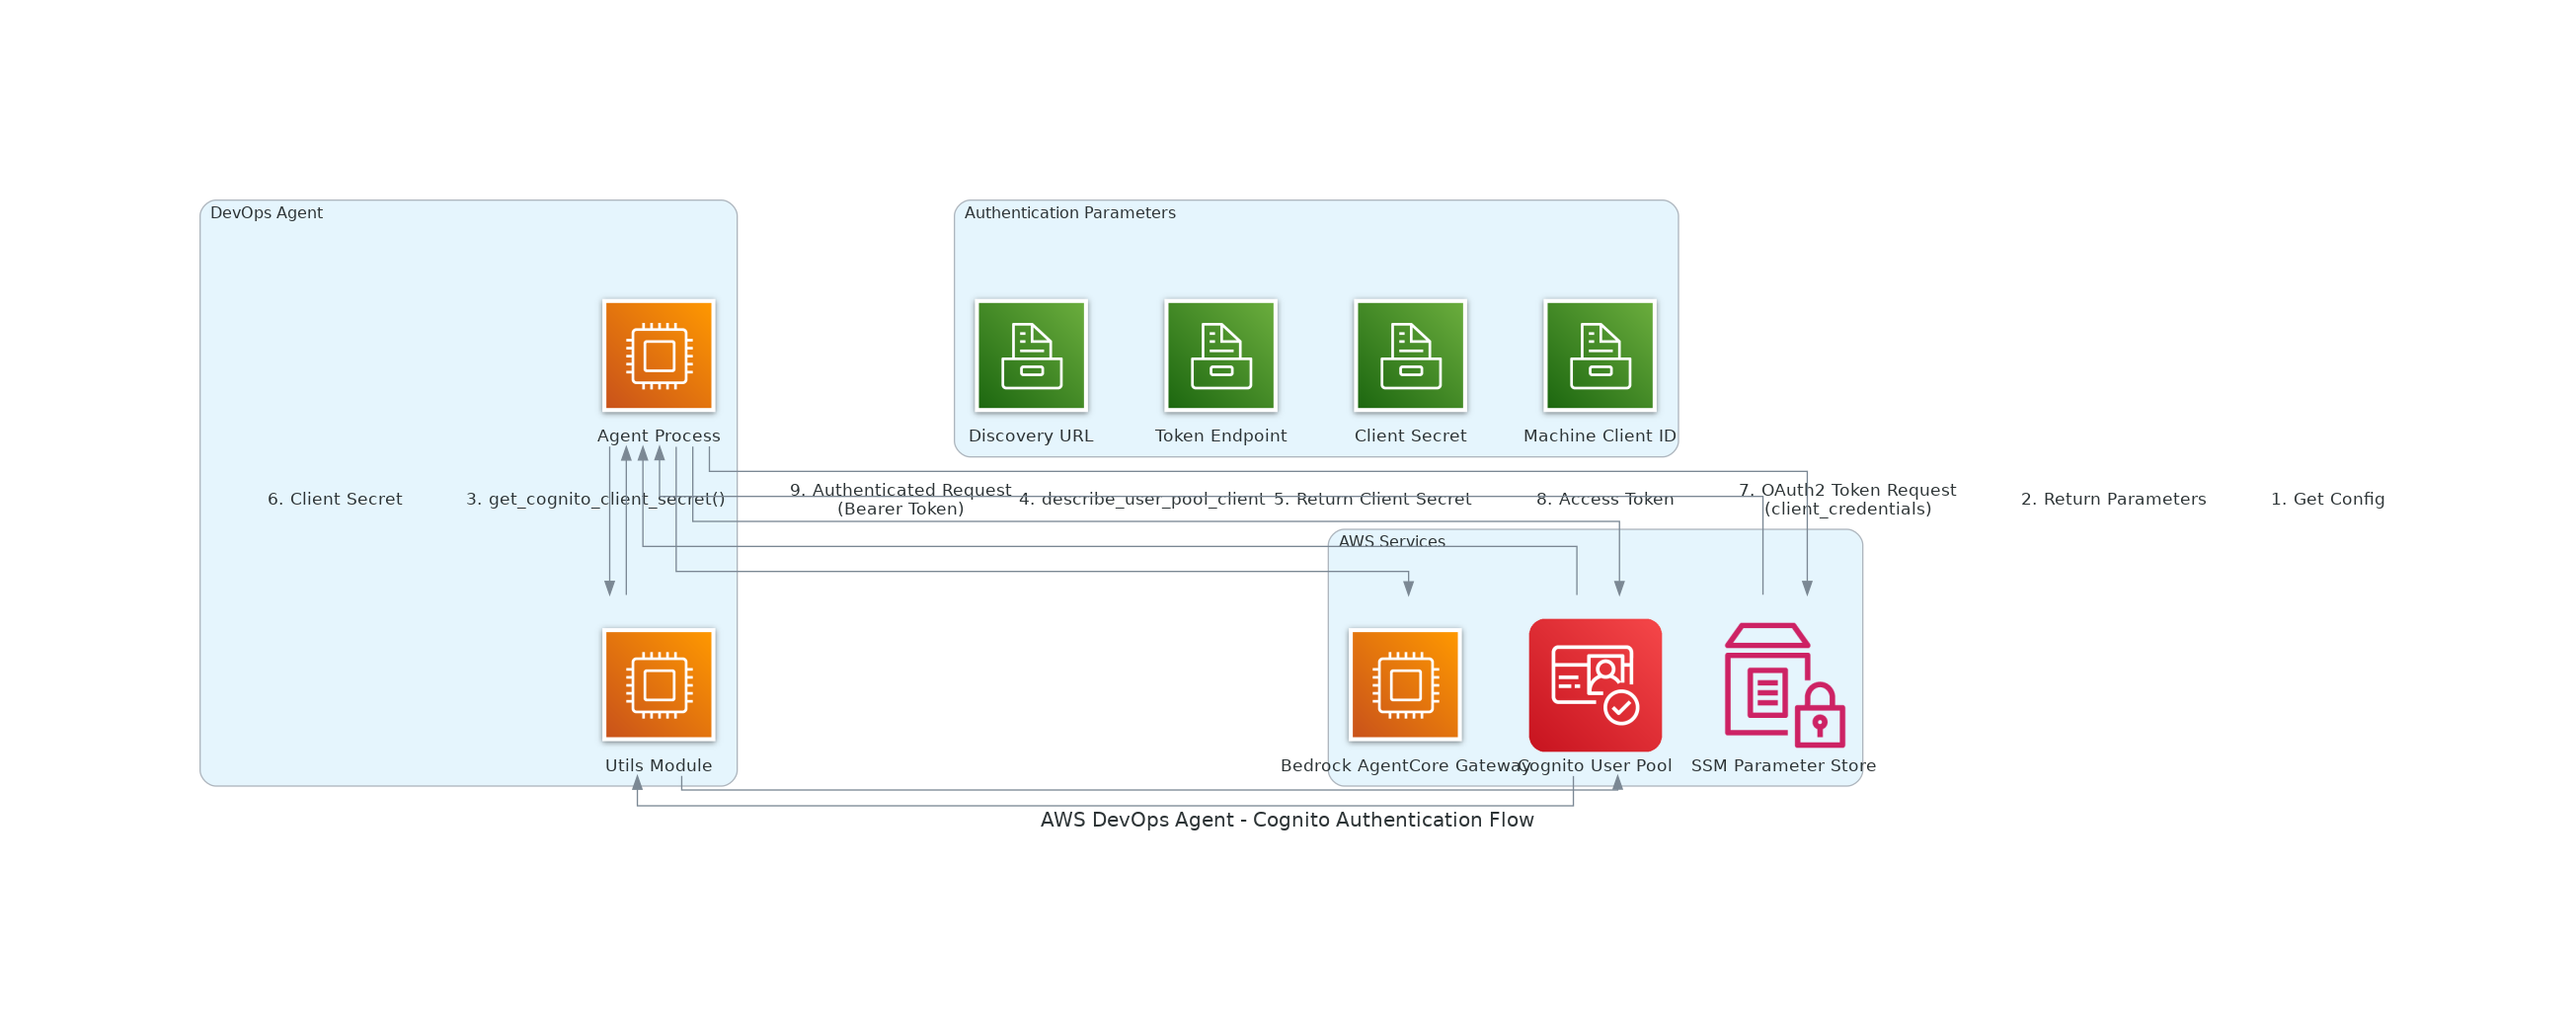 DevOps Agent
Authentication Parameters
Agent Process
Discovery URL
Token Endpoint
Client Secret
Machine Client ID
6. Client Secret
3. get_cognito_client_secret()
9. Authenticated Request
(Bearer Token)
4. describe_user_pool_client
5. Return Client Secret
8. Access Token
7. OAuth2 Token Request
(client_credentials)
2. Return Parameters
1. Get Config
AWS Services
Utils Module
Bedrock AgentCore Gateway
Cognito User Pool
SSM Parameter Store
AWS DevOps Agent - Cognito Authentication Flow